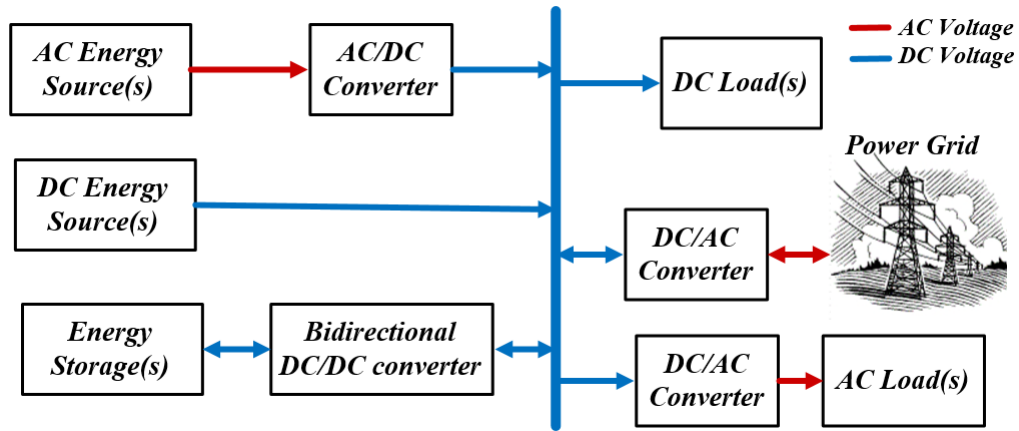 AC Energy
Source(s)
AC/DC
Converter
DC Load(s)
AC Voltage
DC Voltage
DC Energy
Source(s)
Power Grid
DC/AC
Converter
Energy
Storage(s)
Bidirectional
DC/DC converter
DC/AC
Converter
AC Load(s)